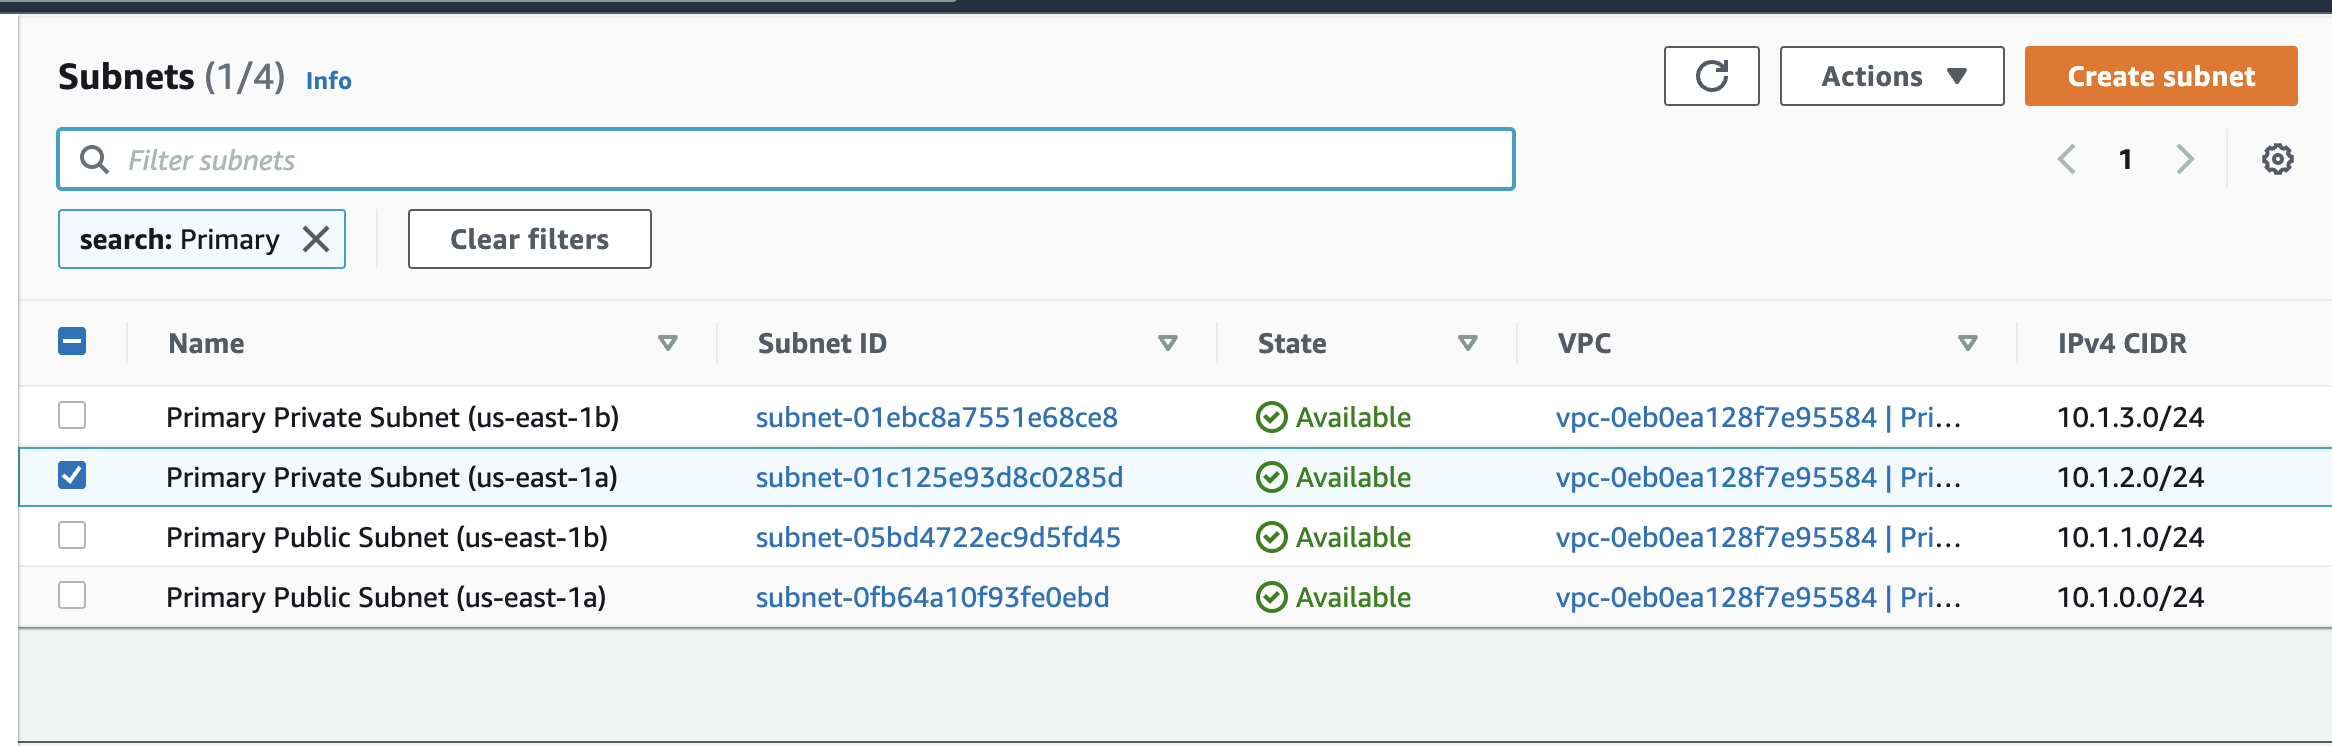 Subnets (1/4) Info
Actions
Create subnet
Filter subnets
1
search: Primary
Clear filters
Name Subnet ID State VPC IPv4 CIDR
Primary Private Subnet (us-east-1b) subnet-01ebc8a7551e68ce8 Available vpc-0eb0ea128f7e95584 | Pri... 10.1.3.0/24
Primary Private Subnet (us-east-1a) subnet-01c125e93d8c0285d Available vpc-0eb0ea128f7e95584 | Pri... 10.1.2.0/24
Primary Public Subnet (us-east-1b) subnet-05bd4722ec9d5fd45 Available vpc-0eb0ea128f7e95584 | Pri... 10.1.1.0/24
Primary Public Subnet (us-east-1a) subnet-0fb64a10f93fe0ebd Available vpc-0eb0ea128f7e95584 | Pri... 10.1.0.0/24